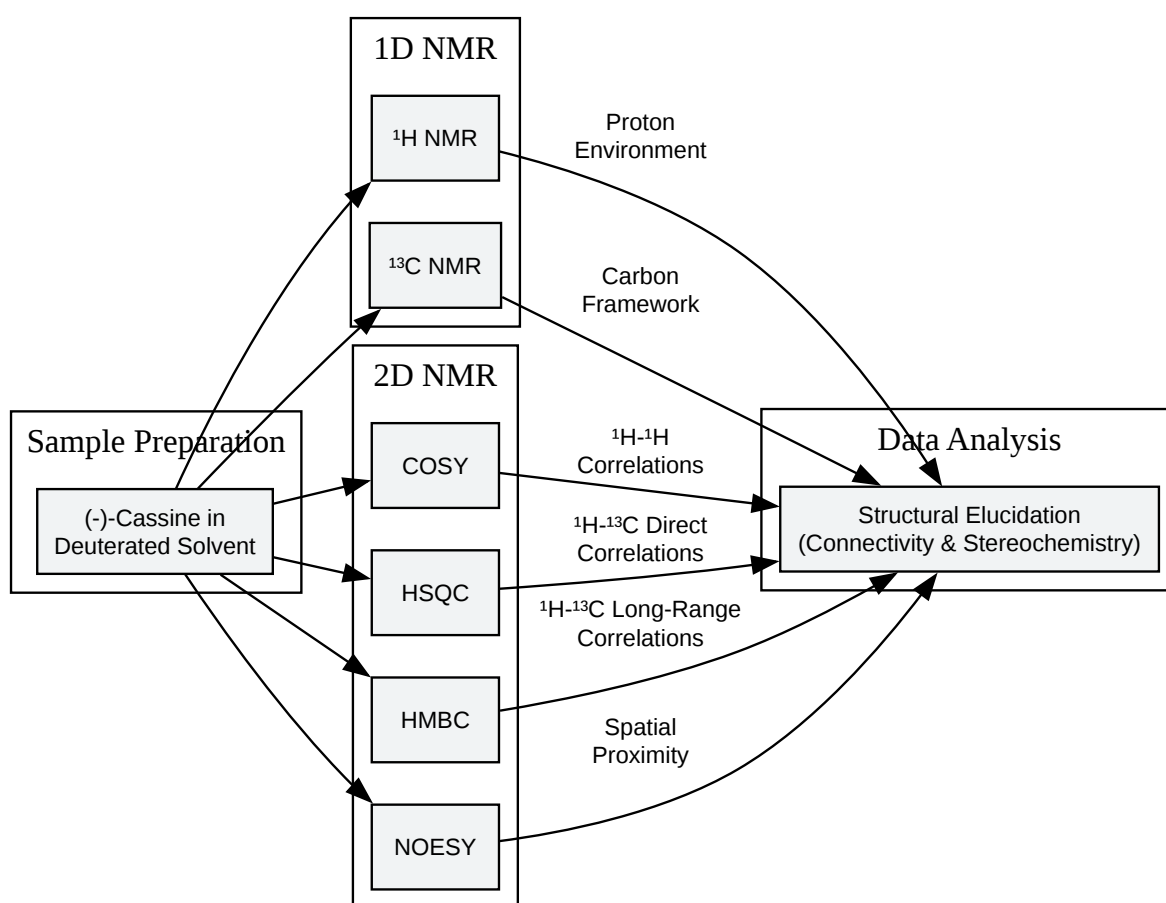 1D NMR
¹H NMR
¹³C NMR
Proton
Environment
Carbon
Framework
2D NMR
COSY
HSQC
HMBC
NOESY
Sample Preparation
(-)-Cassine in
Deuterated Solvent
¹H-¹H
Correlations
¹H-¹³C Direct
Correlations
¹H-¹³C Long-Range
Correlations
Spatial
Proximity
Data Analysis
Structural Elucidation
(Connectivity & Stereochemistry)